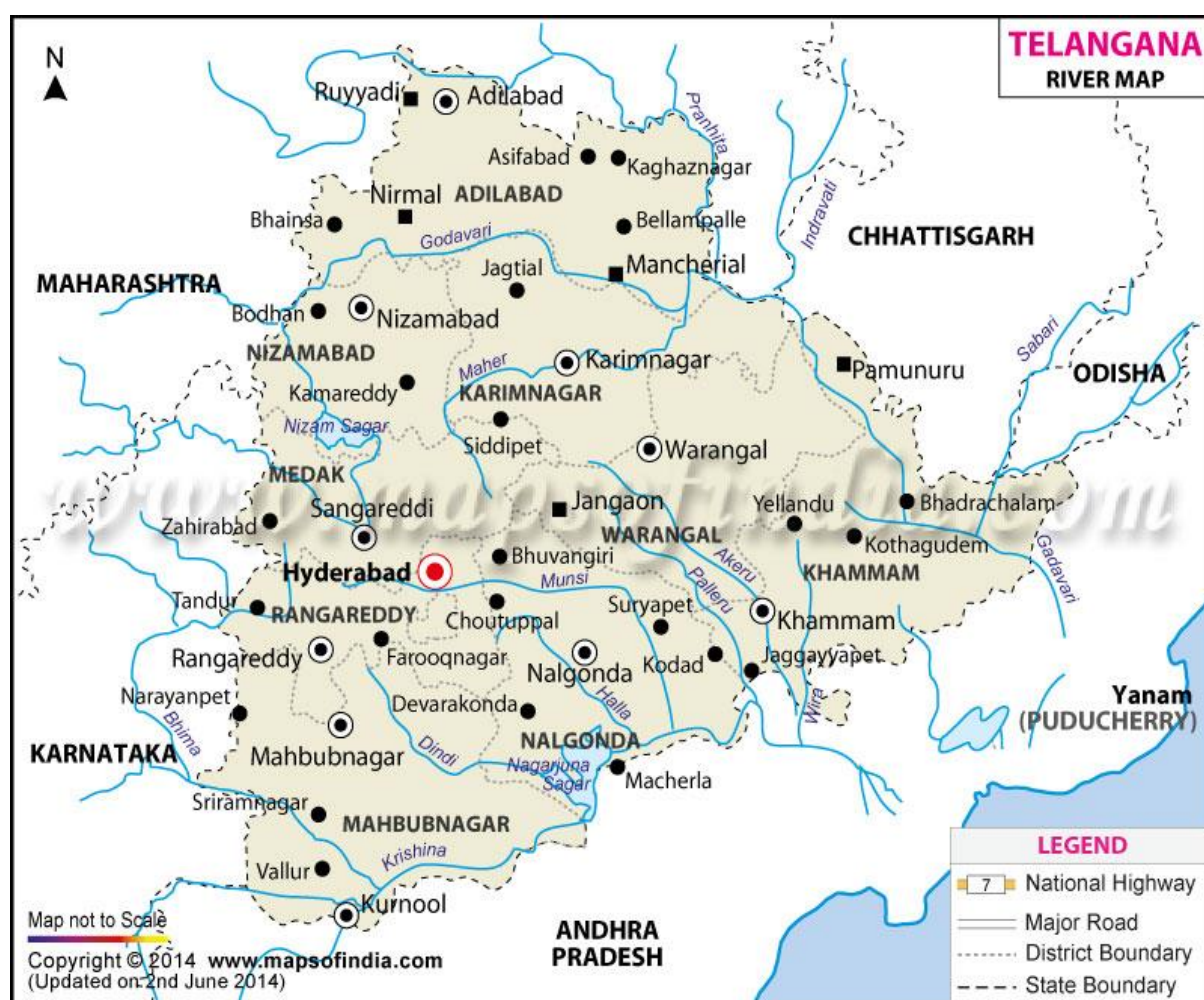 TELANGANA
RIVER MAP
N
Ruyyadi
Adilabad
Pranhita
Asifabad
Kaghaznagar
Nirmal
ADILABAD
Indravati
Bhainsa
Bellampalle
Godavari
CHHATTISGARH
Jagtial
Mancherial
MAHARASHTRA
Bodhan
Nizamabad
NIZAMABAD
Sabari
Maher
Karimnagar
Pamunuru
ODISHA
Kamareddy
KARIMNAGAR
Nizam Sagar
Siddipet
Warangal
MEDAK
www.mapsofindia.com
Sangareddi
Jangaon
Yellandu
Bhadrachalam
Zahirabad
WARANGAL
Kothagudem
Gadavari
Bhuvangiri
Akeru
Hyderabad
Munsi
KHAMMAM
Palleru
Tandur
RANGAREDDY
Choutuppal
Suryapet
Khammam
Rangareddy
Farooqnagar
Nalgonda
Kodad
Jaggayyapet
Narayanpet
Devarakonda
Halla
Wira
Yanam
(PUDUCHERRY)
Bhima
KARNATAKA
Mahbubnagar
Dindi
NALGONDA
Nagarjuna
Sagar
Macherla
Sriramnagar
MAHBUBNAGAR
Krishina
Vallur
Kurnool
ANDHRA
PRADESH
LEGEND
7 National Highway
Major Road
District Boundary
State Boundary
Map not to Scale
Copyright © 2014 www.mapsofindia.com
(Updated on 2nd June 2014)